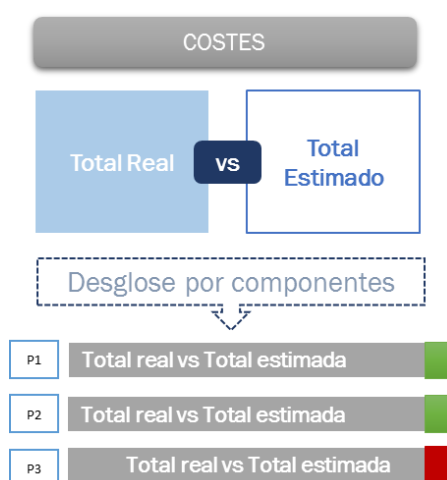 COSTES
Total Real
vs
Total
Estimado
Desglose por componentes
P1
Total real vs Total estimada
P2
Total real vs Total estimada
P3
Total real vs Total estimada